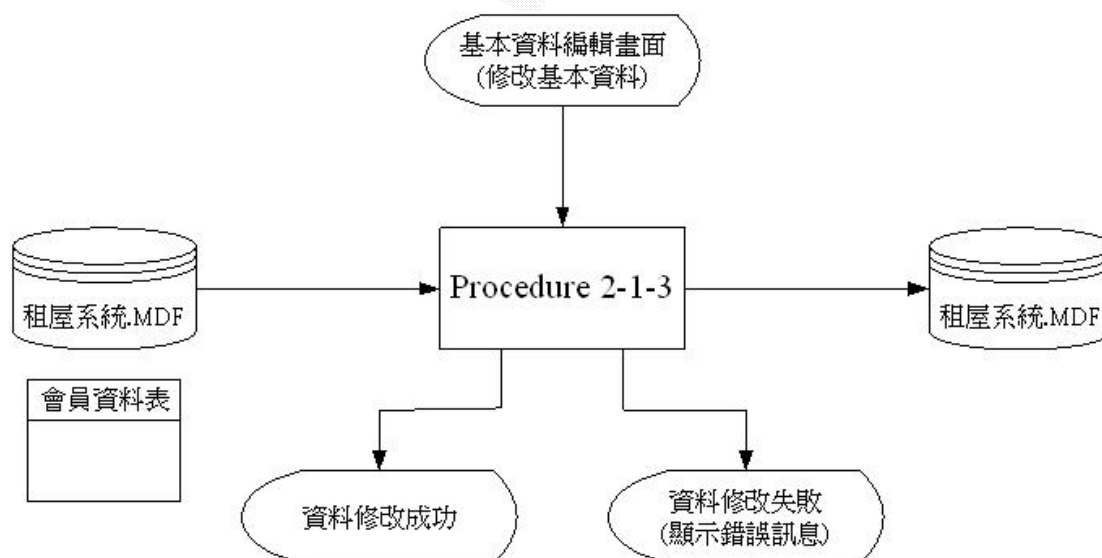 基本資料編輯畫面
(修改基本資料)
租屋系統.MDF
Procedure 2-1-3
租屋系統.MDF
會員資料表
資料修改成功
資料修改失敗
(顯示錯誤訊息)